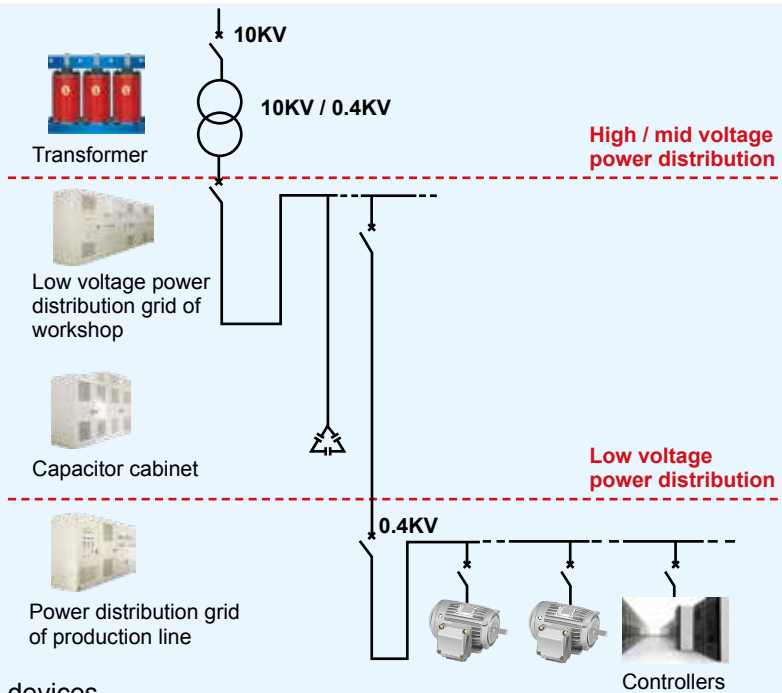 10KV
10KV / 0.4KV
Transformer
High / mid voltage
power distribution
Low voltage power
distribution grid of
workshop
Capacitor cabinet
Low voltage
power distribution
0.4KV
Power distribution grid
of production line
Controllers
devices